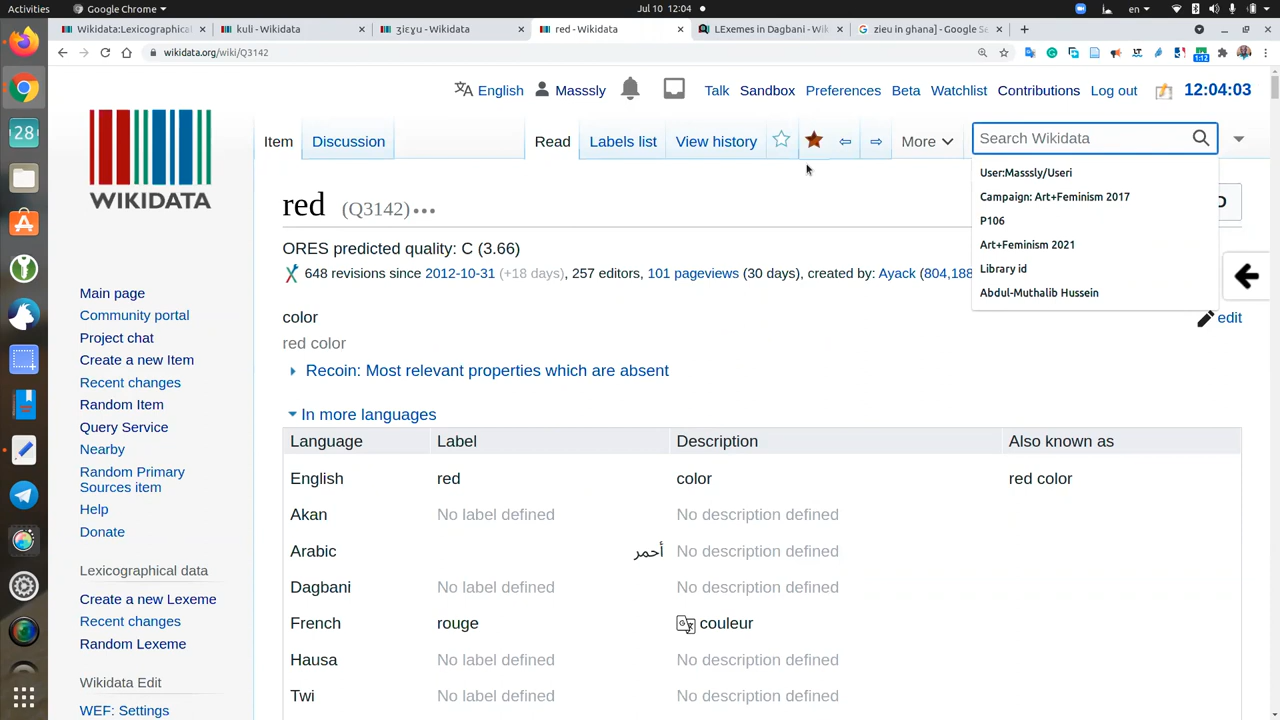 Activities
Google Chrome
Jul 10 12:04
en
Wikidata:Lexicographical
kuli - Wikidata
ʒiɛɣu - Wikidata
red - Wikidata
LExemes in Dagbani - Wik
zieu in ghana] - Google Se
wikidata.org/wiki/Q3142
1:12
28
English
Masssly
Talk
Sandbox
Preferences
Beta
Watchlist
Contributions
Log out
12:04:03
WIKIDATA
Item
Discussion
Read
Labels list
View history
More
Search Wikidata
User:Masssly/Useri
Campaign: Art+Feminism 2017
P106
Art+Feminism 2021
Library id
Abdul-Muthalib Hussein
red (Q3142)
ORES predicted quality: C (3.66)
648 revisions since 2012-10-31 (+18 days), 257 editors, 101 pageviews (30 days), created by: Ayack (804,188
color
edit
red color
Recoin: Most relevant properties which are absent
In more languages
Language Label Description Also known as
English red color red color
Akan No label defined No description defined
Arabic أحمر No description defined
Dagbani No label defined No description defined
French rouge couleur
Hausa No label defined No description defined
Twi No label defined No description defined
Main page
Community portal
Project chat
Create a new Item
Recent changes
Random Item
Query Service
Nearby
Random Primary
Sources item
Help
Donate
Lexicographical data
Create a new Lexeme
Recent changes
Random Lexeme
Wikidata Edit
WEF: Settings